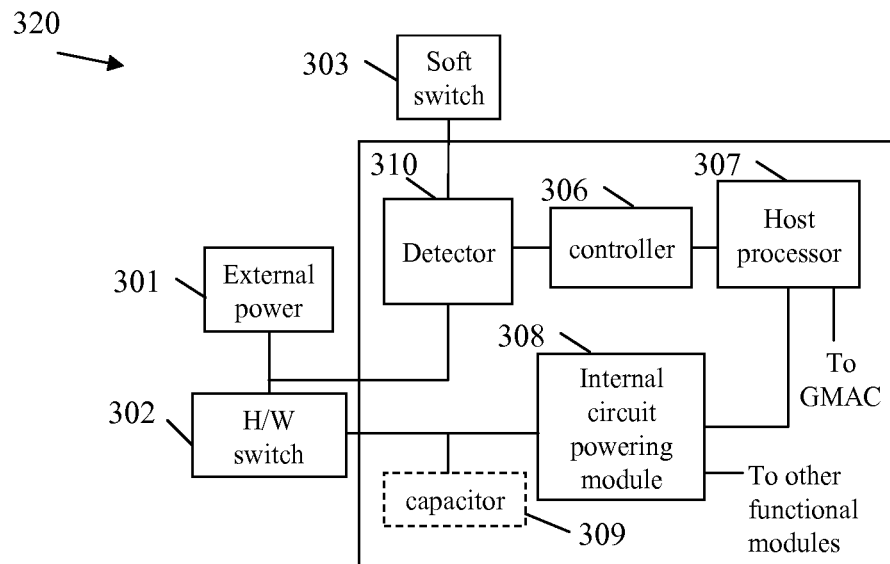 320
303
Soft
switch
310
306
307
Detector
controller
Host
processor
301
External
power
308
To
GMAC
302
H/W
switch
Internal
circuit
powering
module
capacitor
309
To other
functional
modules